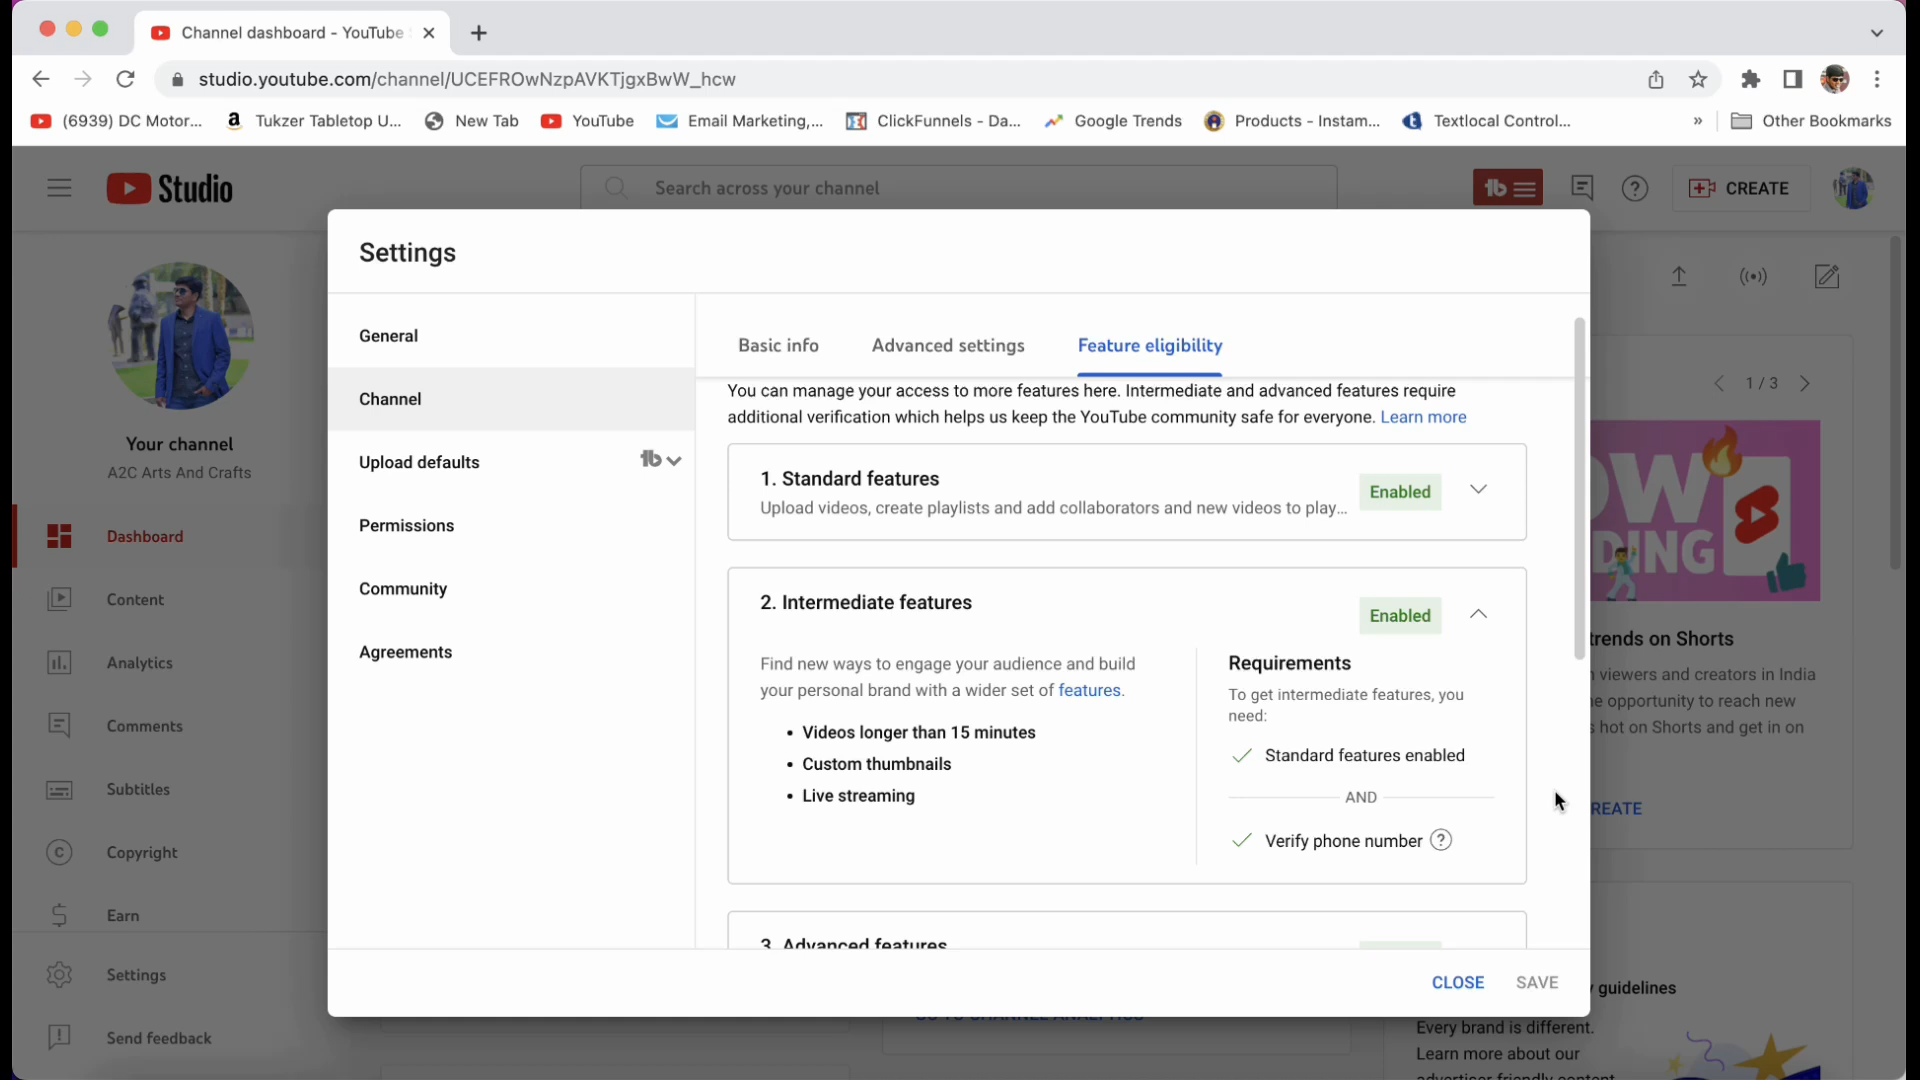 Channel dashboard - YouTube
studio.youtube.com/channel/UCEFROwNzpAVKTjgxBwW_hcw
(6939) DC Motor...
Tukzer Tabletop U...
New Tab
YouTube
Email Marketing,...
ClickFunnels - Da...
Google Trends
Products - Instam...
Textlocal Control...
»
Other Bookmarks
Studio
Search across your channel
CREATE
Settings
General
Channel
Upload defaults
Permissions
Community
Agreements
Basic info
Advanced settings
Feature eligibility
You can manage your access to more features here. Intermediate and advanced features require
additional verification which helps us keep the YouTube community safe for everyone. Learn more
1. Standard features
Enabled
Upload videos, create playlists and add collaborators and new videos to play...
2. Intermediate features
Enabled
Find new ways to engage your audience and build
your personal brand with a wider set of features.
• Videos longer than 15 minutes
• Custom thumbnails
• Live streaming
Requirements
To get intermediate features, you
need:
Standard features enabled
AND
Verify phone number
3. Advanced features
CLOSE
SAVE
Your channel
A2C Arts And Crafts
Dashboard
Content
Analytics
Comments
Subtitles
Copyright
Earn
Settings
Send feedback
1 / 3
OW
DING
trends on Shorts
viewers and creators in India
e opportunity to reach new
s hot on Shorts and get in on
REATE
guidelines
Every brand is different.
Learn more about our
advertiser-friendly content
GO TO CHANNEL ANALYTICS